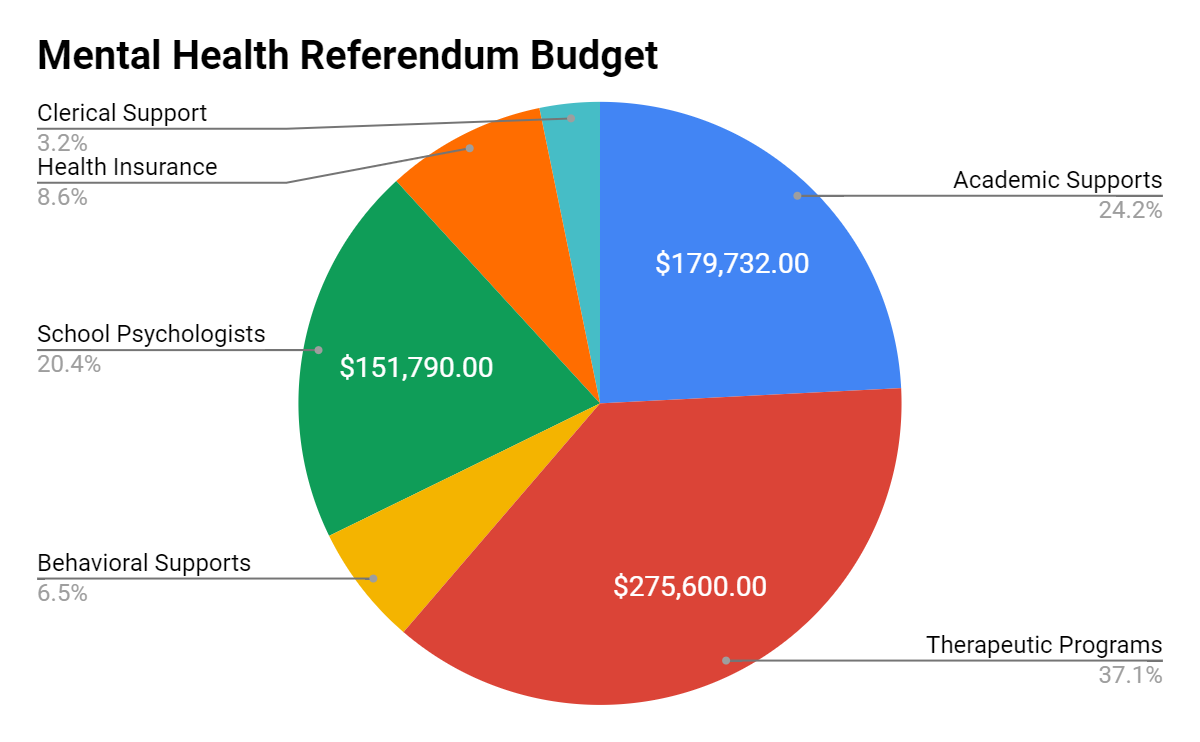 Mental Health Referendum Budget
Clerical Support
3.2%
Health Insurance
8.6%
Academic Supports
24.2%
$179,732.00
School Psychologists
20.4%
$151,790.00
Behavioral Supports
6.5%
$275,600.00
Therapeutic Programs
37.1%